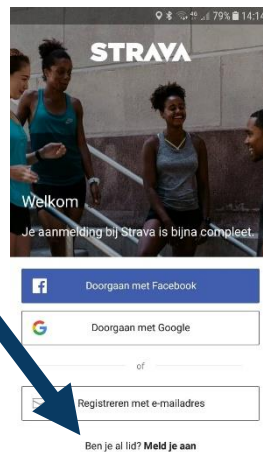 79% 14:14
STRAVA
Welkom
Je aanmelding bij Strava is bijna compleet.
Doorgaan met Facebook
Doorgaan met Google
of
Registreren met e-mailadres
Ben je al lid? Meld je aan